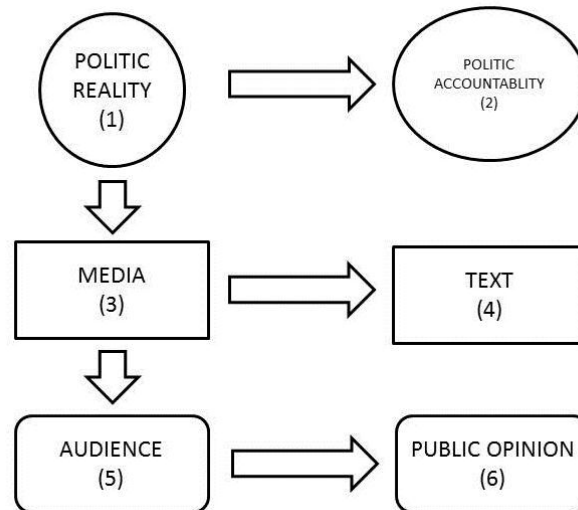 POLITIC
REALITY
(1)
POLITIC
ACCOUNTABLITY
(2)
MEDIA
(3)
TEXT
(4)
AUDIENCE
(5)
PUBLIC OPINION
(6)